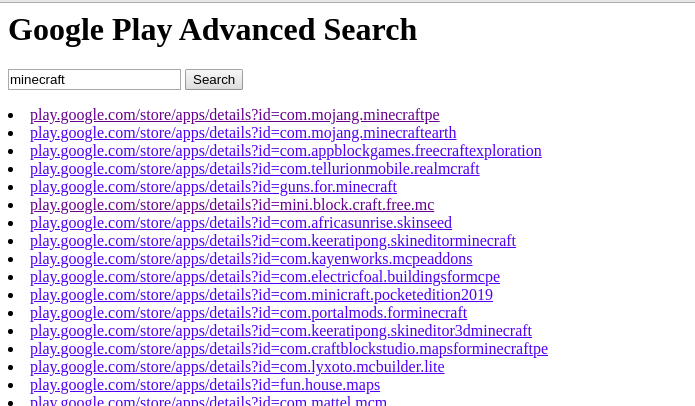 Google Play Advanced Search
minecraft Search
play.google.com/store/apps/details?id=com.mojang.minecraftpe
play.google.com/store/apps/details?id=com.mojang.minecraftearth
play.google.com/store/apps/details?id=com.appblockgames.freecraftexploration
play.google.com/store/apps/details?id=com.tellurionmobile.realmcraft
play.google.com/store/apps/details?id=guns.for.minecraft
play.google.com/store/apps/details?id=mini.block.craft.free.mc
play.google.com/store/apps/details?id=com.africasunrise.skinseed
play.google.com/store/apps/details?id=com.keeratipong.skineditorminecraft
play.google.com/store/apps/details?id=com.kayenworks.mcpeaddons
play.google.com/store/apps/details?id=com.electricfoal.buildingsformcpe
play.google.com/store/apps/details?id=com.minicraft.pocketedition2019
play.google.com/store/apps/details?id=com.portalmods.forminecraft
play.google.com/store/apps/details?id=com.keeratipong.skineditor3dminecraft
play.google.com/store/apps/details?id=com.craftblockstudio.mapsforminecraftpe
play.google.com/store/apps/details?id=com.lyxoto.mcbuilder.lite
play.google.com/store/apps/details?id=fun.house.maps
play.google.com/store/apps/details?id=com.mattel.mcm